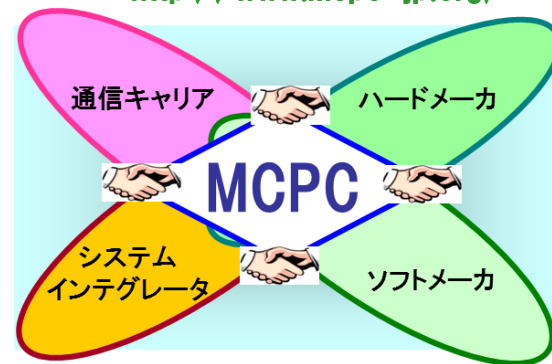 通信キャリア
ハードメーカ
MCPC
システム
インテグレータ
ソフトメーカ